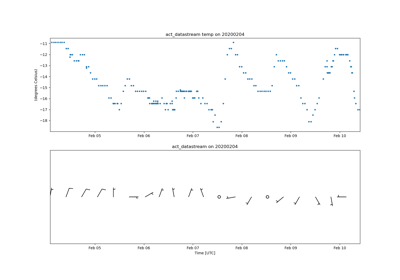 act_datastream temp on 20200204
(degrees Celsius)
−11
−12
−13
−14
−15
−16
−17
−18
Feb 05
Feb 06
Feb 07
Feb 08
Feb 09
Feb 10
act_datastream on 20200204
Feb 05
Feb 06
Feb 07
Feb 08
Feb 09
Feb 10
Time [UTC]